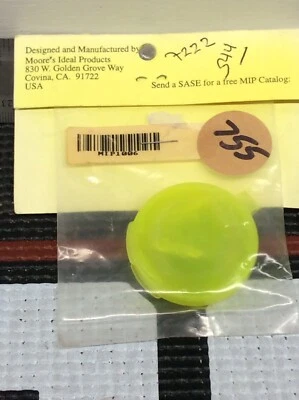 Designed and Manufactured by
Moore's Ideal Products
830 W. Golden Grove Way
Covina, CA. 91722
USA
7222
Send a SASE for a free MIP Catalog:
MIP1006
755